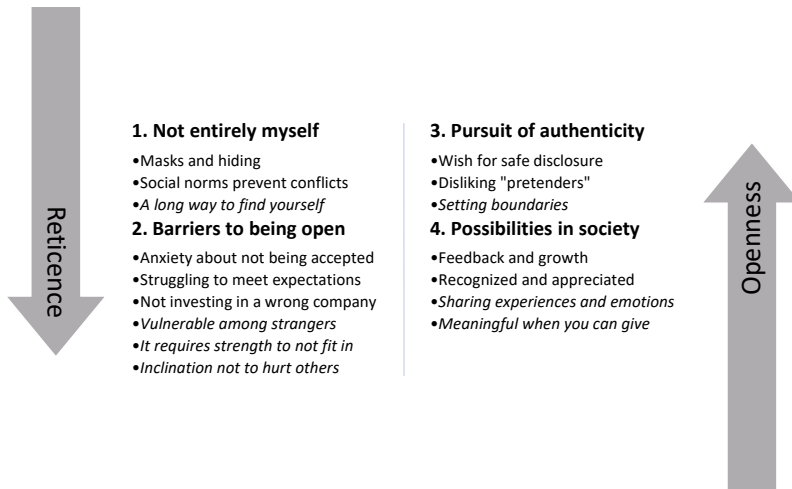 Reticence
1. Not entirely myself
•Masks and hiding
•Social norms prevent conflicts
•A long way to find yourself
2. Barriers to being open
•Anxiety about not being accepted
•Struggling to meet expectations
•Not investing in a wrong company
•Vulnerable among strangers
•It requires strength to not fit in
•Inclination not to hurt others
3. Pursuit of authenticity
•Wish for safe disclosure
•Disliking "pretenders"
•Setting boundaries
4. Possibilities in society
•Feedback and growth
•Recognized and appreciated
•Sharing experiences and emotions
•Meaningful when you can give
Openness